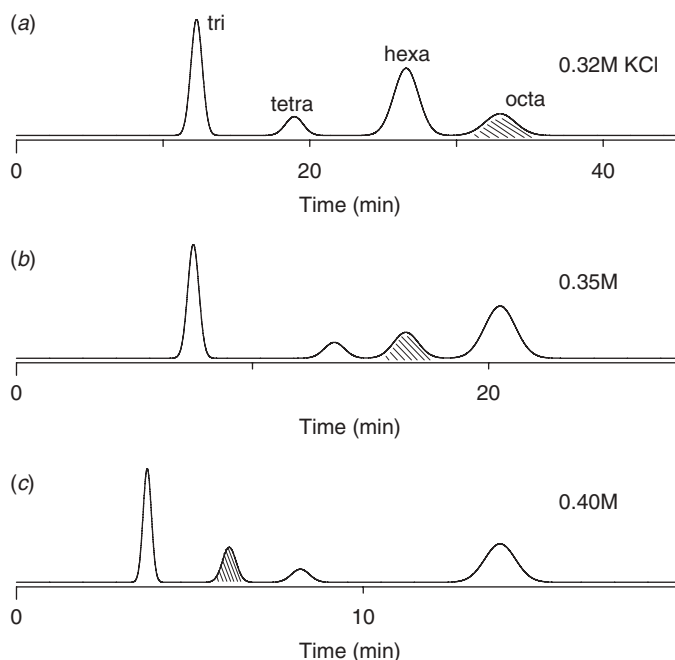 (a)
tri
tetra
hexa
octa
0.32M KCl
0 20 40
Time (min)
(b)
0.35M
0 20
Time (min)
(c)
0.40M
0 10
Time (min)